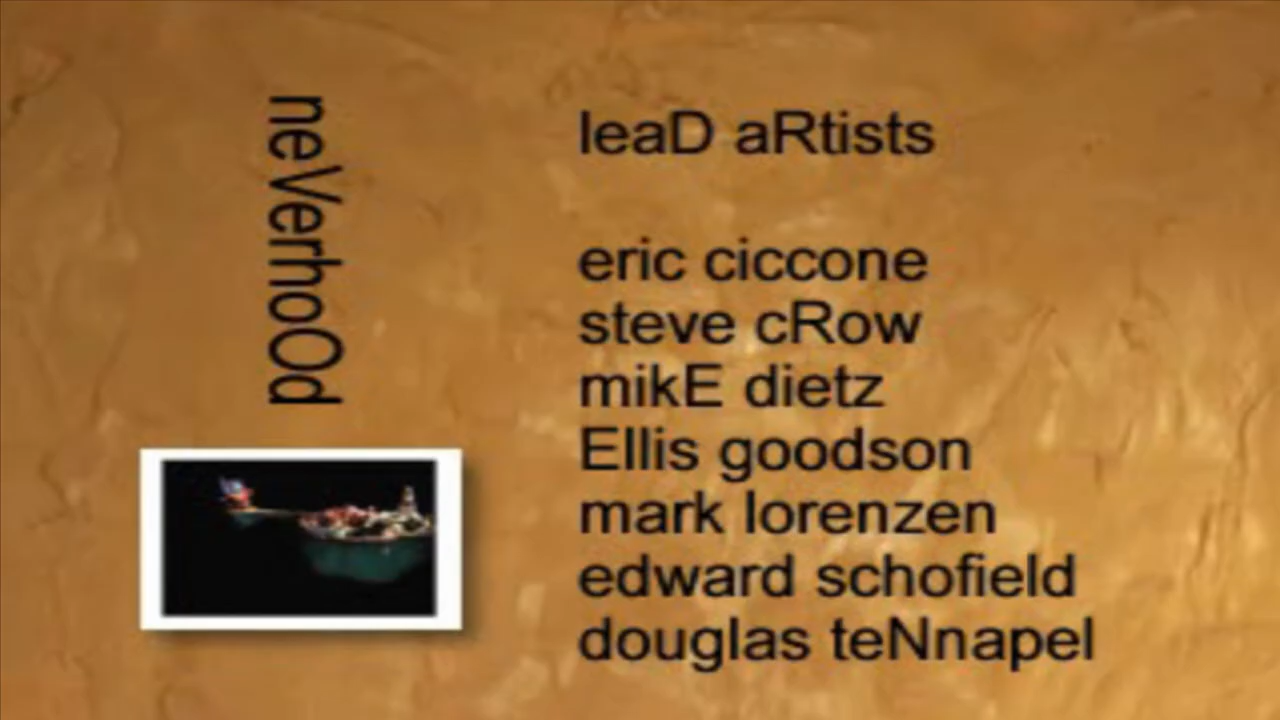 neVerhoOd
leaD aRtists
eric ciccone
steve cRow
mikE dietz
Ellis goodson
mark lorenzen
edward schofield
douglas teNnapel